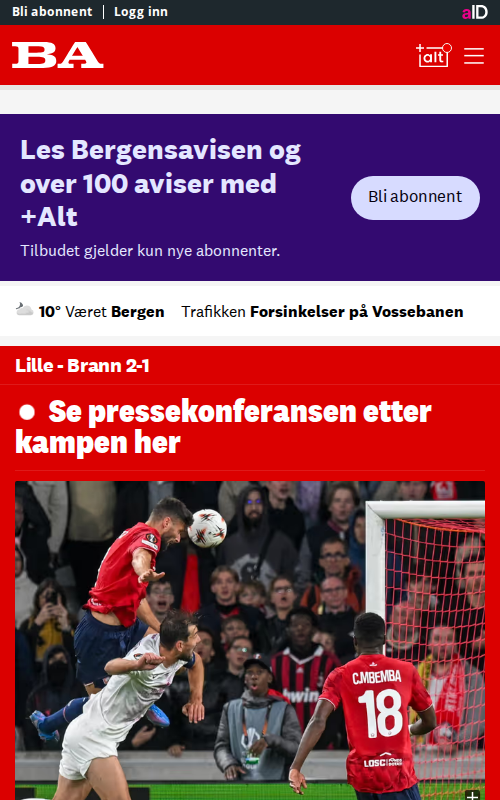 Bli abonnent | Logg inn
aID
BA
+alt
Les Bergensavisen og
over 100 aviser med
+Alt
Bli abonnent
Tilbudet gjelder kun nye abonnenter.
10° Været Bergen Trafikken Forsinkelser på Vossebanen
Lille - Brann 2-1
Se pressekonferansen etter
kampen her
C.MBEMBA
18
LOSC